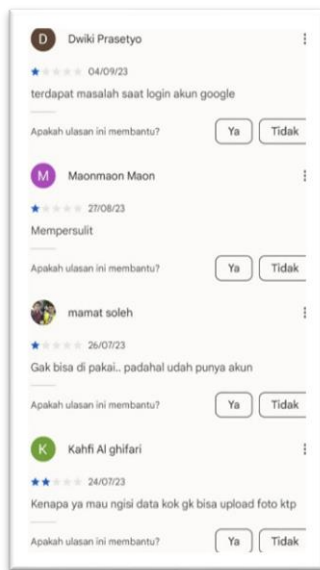 D Dwiki Prasetyo
04/09/23
terdapat masalah saat login akun google
Apakah ulasan ini membantu? Ya Tidak
M Maonmaon Maon
27/08/23
Mempersulit
Apakah ulasan ini membantu? Ya Tidak
mamat soleh
26/07/23
Gak bisa di pakai.. padahal udah punya akun
Apakah ulasan ini membantu? Ya Tidak
K Kahfi Al ghifari
24/07/23
Kenapa ya mau ngisi data kok gk bisa upload foto ktp
Apakah ulasan ini membantu? Ya Tidak